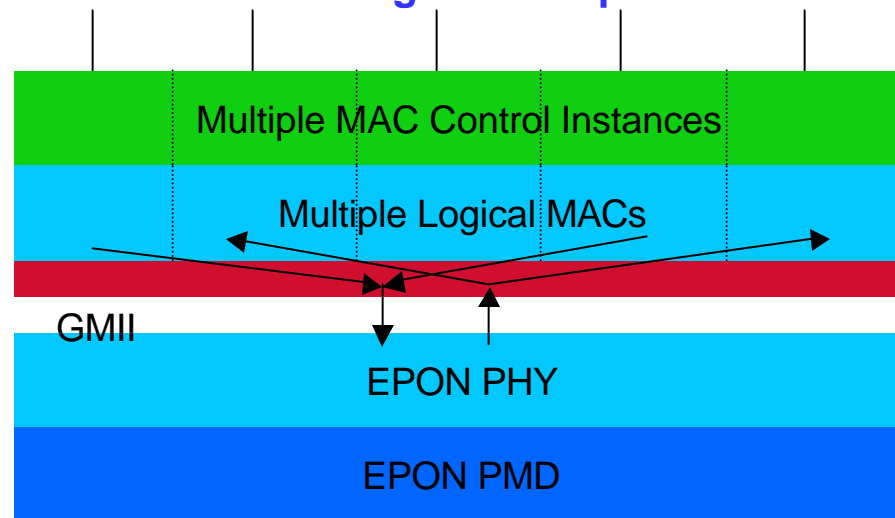 Multiple MAC Control Instances
Multiple Logical MACs
GMII
EPON PHY
EPON PMD